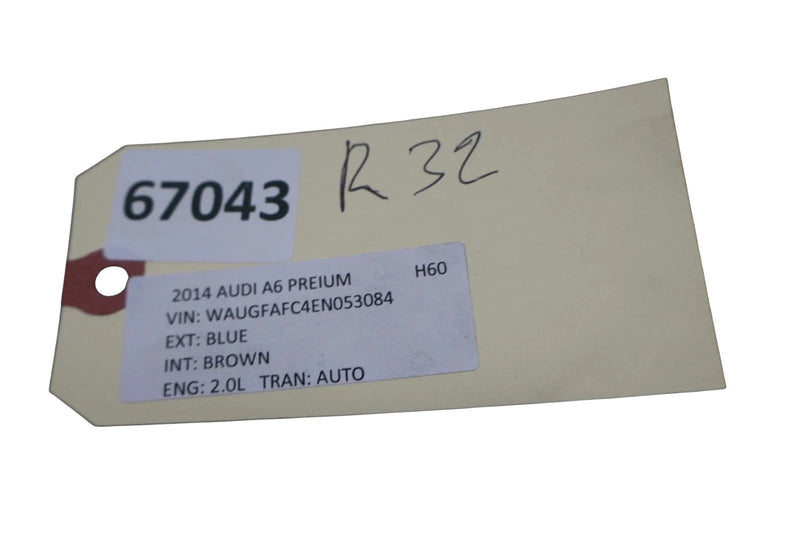 67043
R 32
2014 AUDI A6 PREIUM H60
VIN: WAUGFAFC4EN053084
EXT: BLUE
INT: BROWN
ENG: 2.0L TRAN: AUTO